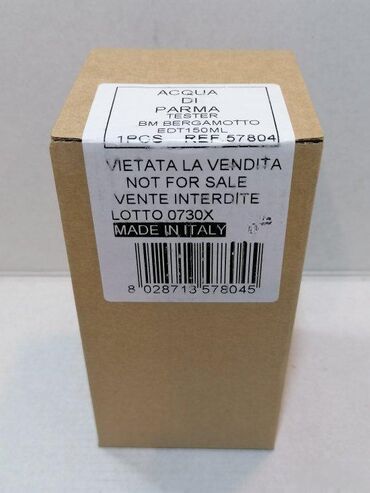 ACQUA
DI
PARMA
TESTER
BM BERGAMOTTO
EDT150ML
1PCS REF 57804
VIETATA LA VENDITA
NOT FOR SALE
VENTE INTERDITE
LOTTO 0730X
MADE IN ITALY
8 028713 578045